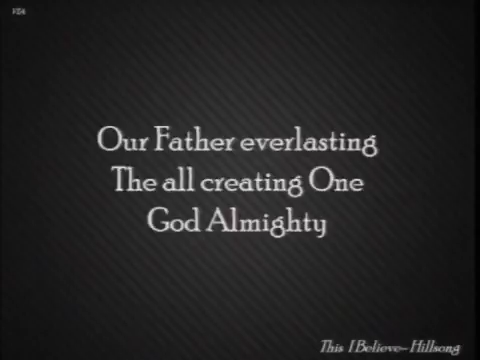 Our Father everlasting
The all creating One
God Almighty
This I Believe-Hillsong